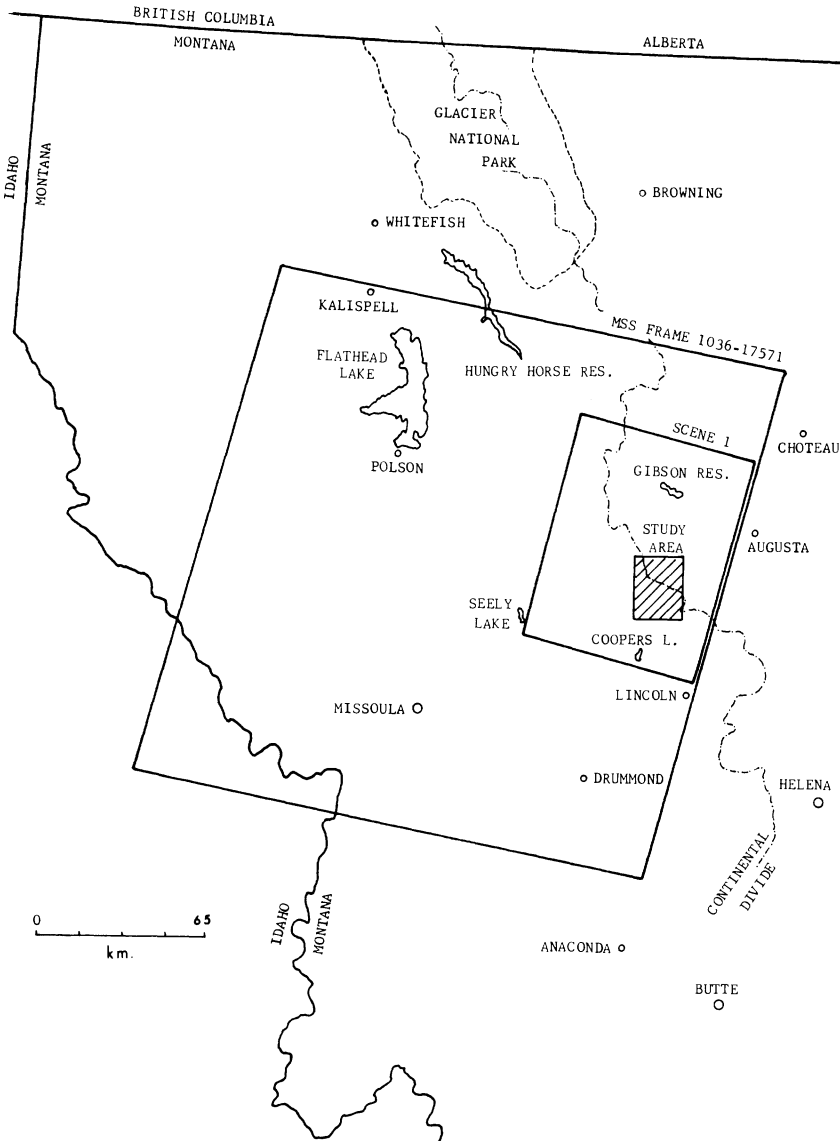 BRITISH COLUMBIA
MONTANA
ALBERTA
GLACIER
NATIONAL
PARK
IDAHO
MONTANA
BROWNING
WHITEFISH
KALISPELL
MSS FRAME 1036-17571
FLATHEAD
LAKE
HUNGRY HORSE RES.
SCENE 1
CHOTEAU
POLSON
GIBSON RES.
STUDY
AREA
AUGUSTA
SEELY
LAKE
COOPERS L.
LINCOLN
MISSOULA
DRUMMOND
HELENA
CONTINENTAL
DIVIDE
0 65
km.
IDAHO
MONTANA
ANACONDA
BUTTE